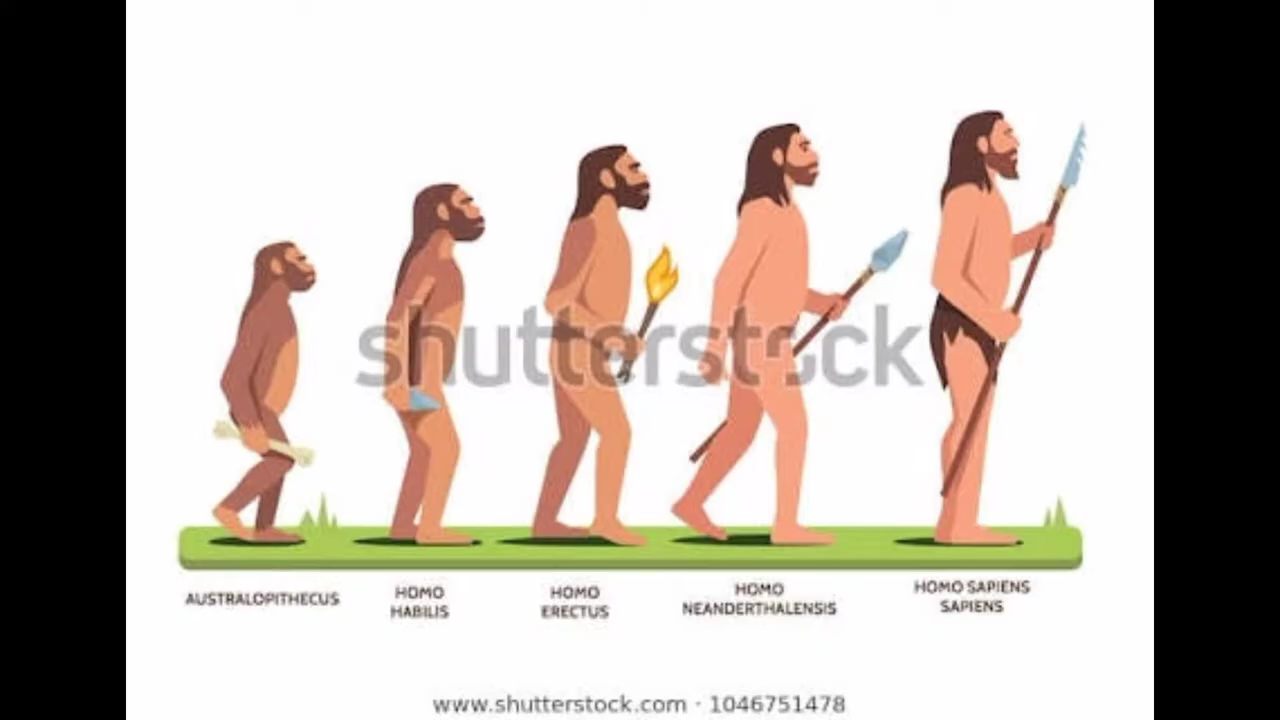 shutterstock
AUSTRALOPITHECUS
HOMO
HABILIS
HOMO
ERECTUS
HOMO
NEANDERTHALENSIS
HOMO SAPIENS
SAPIENS
www.shutterstock.com · 1046751478